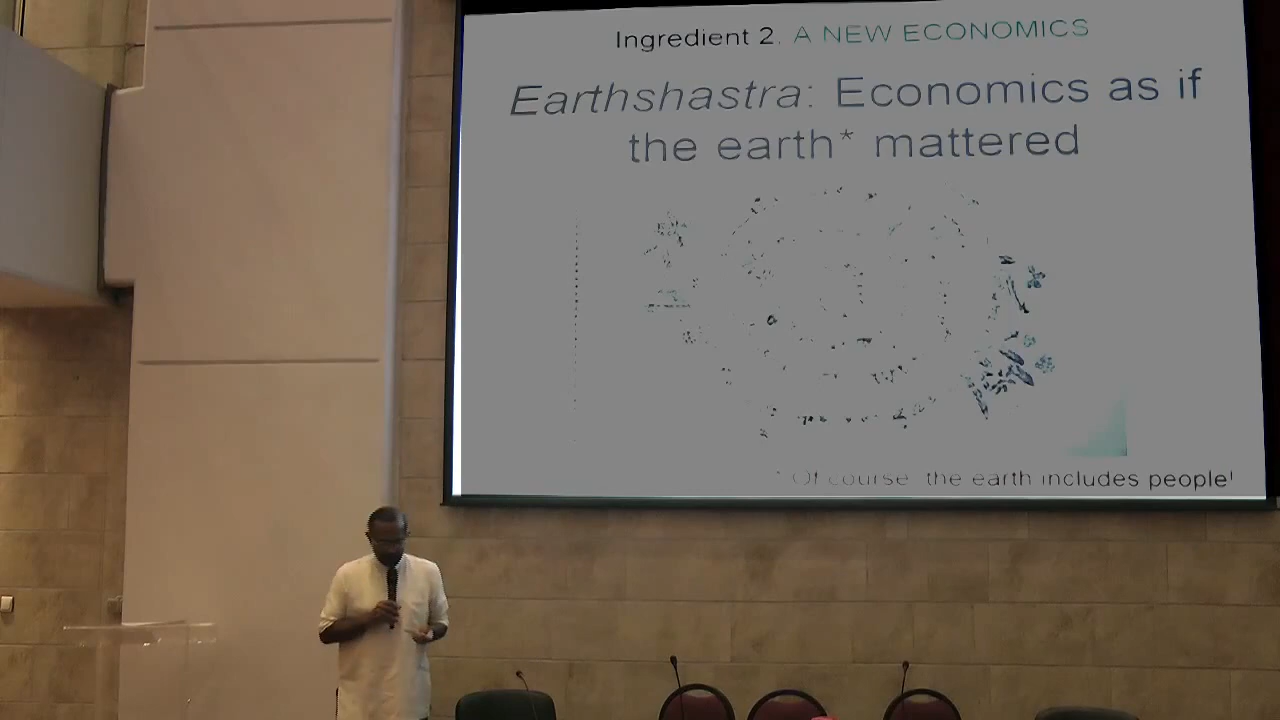 Ingredient 2. A NEW ECONOMICS
Earthshastra: Economics as if
the earth* mattered
* Of course the earth includes people!